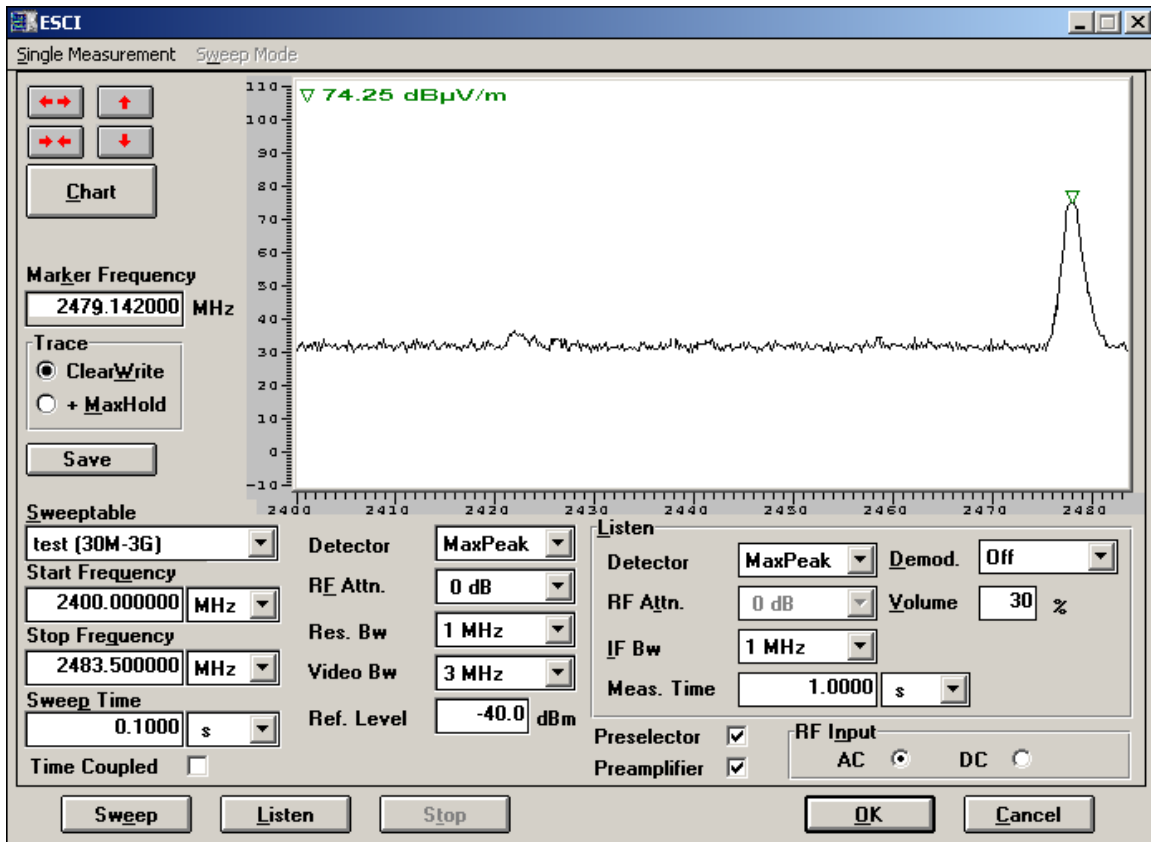 ESCI
Single Measurement Sweep Mode
▽ 74.25 dBµV/m
110
100
90
80
70
60
50
40
30
20
10
0
-10
2400 2410 2420 2430 2440 2450 2460 2470 2480
Chart
Marker Frequency
2479.142000 MHz
Trace
ClearWrite
+ MaxHold
Save
Sweeptable
test (30M-3G)
Start Frequency
2400.000000 MHz
Stop Frequency
2483.500000 MHz
Sweep Time
0.1000 s
Time Coupled
Detector MaxPeak
RF Attn. 0 dB
Res. Bw 1 MHz
Video Bw 3 MHz
Ref. Level -40.0 dBm
Listen
Detector MaxPeak Demod. Off
RF Attn. 0 dB Volume 30 %
IF Bw 1 MHz
Meas. Time 1.0000 s
Preselector
Preamplifier
RF Input
AC DC
Sweep Listen Stop OK Cancel